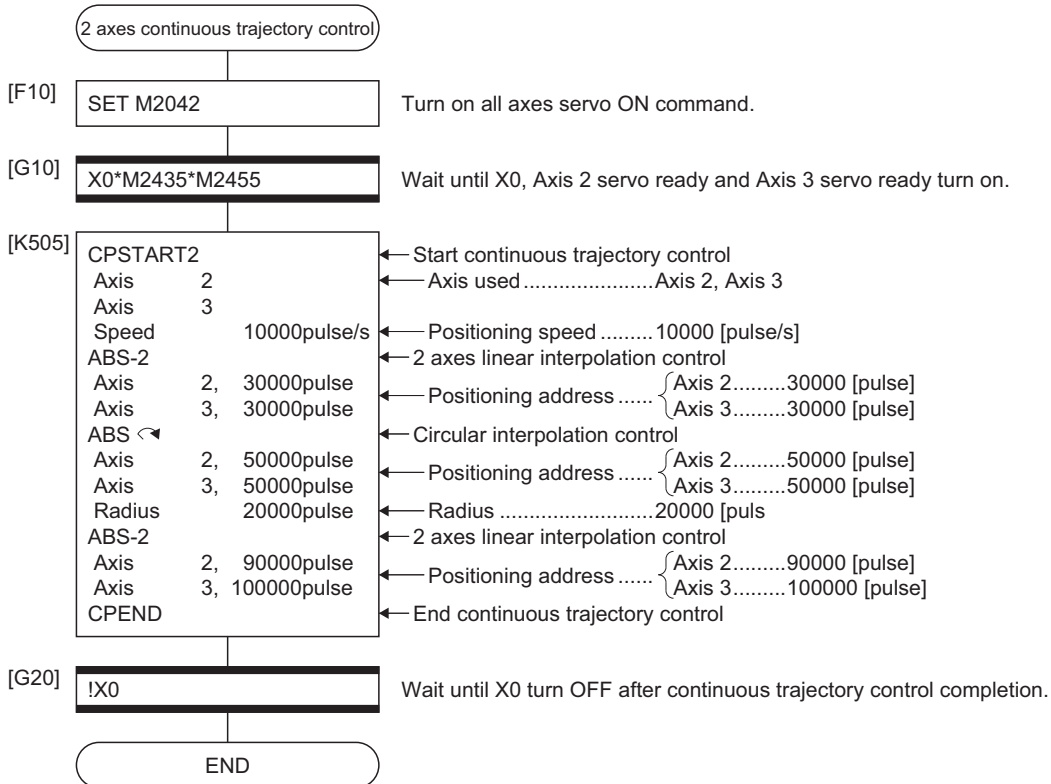 2 axes continuous trajectory control
[F10] SET M2042 Turn on all axes servo ON command.
[G10] X0*M2435*M2455 Wait until X0, Axis 2 servo ready and Axis 3 servo ready turn on.
[K505] CPSTART2 Start continuous trajectory control
Axis 2 Axis used ......................Axis 2, Axis 3
Axis 3
Speed 10000pulse/s Positioning speed .........10000 [pulse/s]
ABS-2 2 axes linear interpolation control
Axis 2, 30000pulse Axis 2.........30000 [pulse]
Positioning address ......
Axis 3, 30000pulse Axis 3.........30000 [pulse]
ABS Circular interpolation control
Axis 2, 50000pulse Axis 2.........50000 [pulse]
Positioning address ......
Axis 3, 50000pulse Axis 3.........50000 [pulse]
Radius 20000pulse Radius ..........................20000 [puls
ABS-2 2 axes linear interpolation control
Axis 2, 90000pulse Axis 2.........90000 [pulse]
Positioning address ......
Axis 3, 100000pulse Axis 3.........100000 [pulse]
CPEND End continuous trajectory control
[G20] !X0 Wait until X0 turn OFF after continuous trajectory control completion.
END